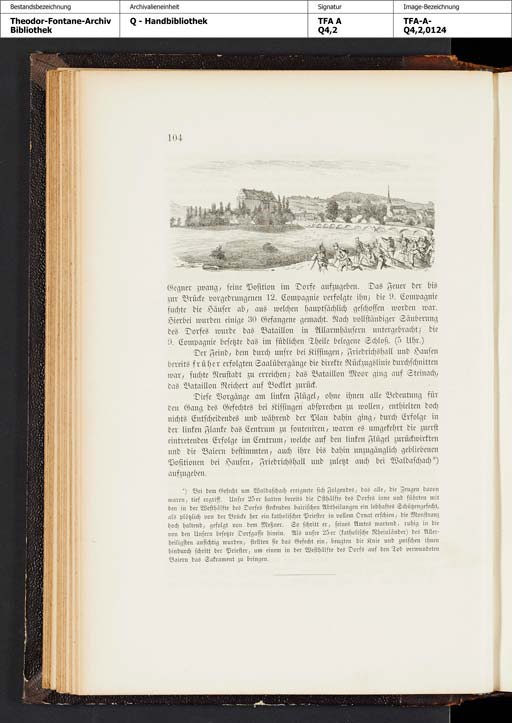 Bestandsbezeichnung
Theodor-Fontane-Archiv
Bibliothek
Archivalieneinheit
Q - Handbibliothek
Signatur
TFA A
Q4,2
Image-Bezeichnung
TFA-A-
Q4,2,0124
104
Gegner zwang, seine Position im Dorfe aufzugeben. Das Feuer der bis
zur Brücke vorgedrungenen 12. Compagnie verfolgte ihn; die 9. Compagnie
suchte die Häuser ab, aus welchen hauptsächlich geschossen worden war.
Hierbei wurden einige 30 Gefangene gemacht. Nach vollständiger Säuberung
des Dorfes wurde das Bataillon in Allarmhäusern untergebracht; die
9. Compagnie besetzte das im südlichen Theile belegene Schloß. (5 Uhr.)
Der Feind, dem durch unsre bei Kissingen, Friedrichshall und Hausen
bereits früher erfolgten Saalübergänge die direkte Rückzugslinie durchschnitten
war, suchte Neustadt zu erreichen; das Bataillon Moor ging auf Steinach,
das Bataillon Reichert auf Bocklet zurück.
Diese Vorgänge am linken Flügel, ohne ihnen alle Bedeutung für
den Gang des Gefechts bei Kissingen absprechen zu wollen, enthielten doch
nichts Entscheidendes und während der Plan dahin ging, durch Erfolge in
der linken Flanke das Centrum zu souteniren, waren es umgekehrt die zuerst
eintretenden Erfolge im Centrum, welche auf den linken Flügel zurückwirkten
und die Baiern bestimmten, auch ihre bis dahin unzugänglich gebliebenen
Positionen bei Hausen, Friedrichshall und zuletzt auch bei Waldaschach*)
aufzugeben.
*) Bei dem Gefecht um Waldaschach ereignete sich Folgendes, das alle, die Zeugen davon
waren, tief ergriff. Unsre 25er hatten bereits die Osthälfte des Dorfes inne und führten mit
den in der Westhälfte des Dorfes steckenden bairischen Abtheilungen ein lebhaftes Schützengefecht,
als plötzlich von der Brücke her ein katholischer Priester in vollem Ornat erschien, die Monstranz
hoch haltend, gefolgt von dem Meßner. So schritt er, seines Amtes wartend, ruhig in die
von den Unsern besetzte Dorfgasse hinein. Als unsre 25er (katholische Rheinländer) des Aller-
heiligsten ansichtig wurden, stellten sie das Gefecht ein, beugten die Knie und zwischen ihnen
hindurch schritt der Priester, um einem in der Westhälfte des Dorfs auf den Tod verwundeten
Baiern das Sakrament zu bringen.